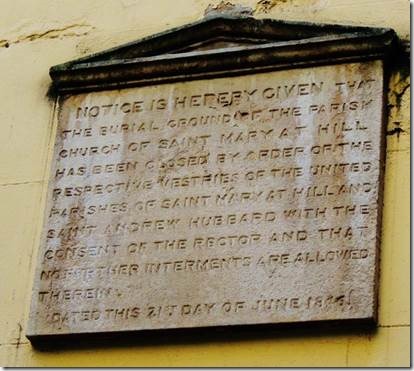 NOTICE IS HEREBY GIVEN THAT
THE BURIAL GROUND OF THE PARISH
CHURCH OF SAINT MARY AT HILL
HAS BEEN CLOSED BY ORDER OF THE
RESPECTIVE VESTRIES OF THE UNITED
PARISHES OF SAINT MARY AT HILL AND
SAINT ANDREW HUBBARD WITH THE
CONSENT OF THE RECTOR AND THAT
NO FURTHER INTERMENTS ARE ALLOWED
THEREIN.
DATED THIS 21ST DAY OF JUNE